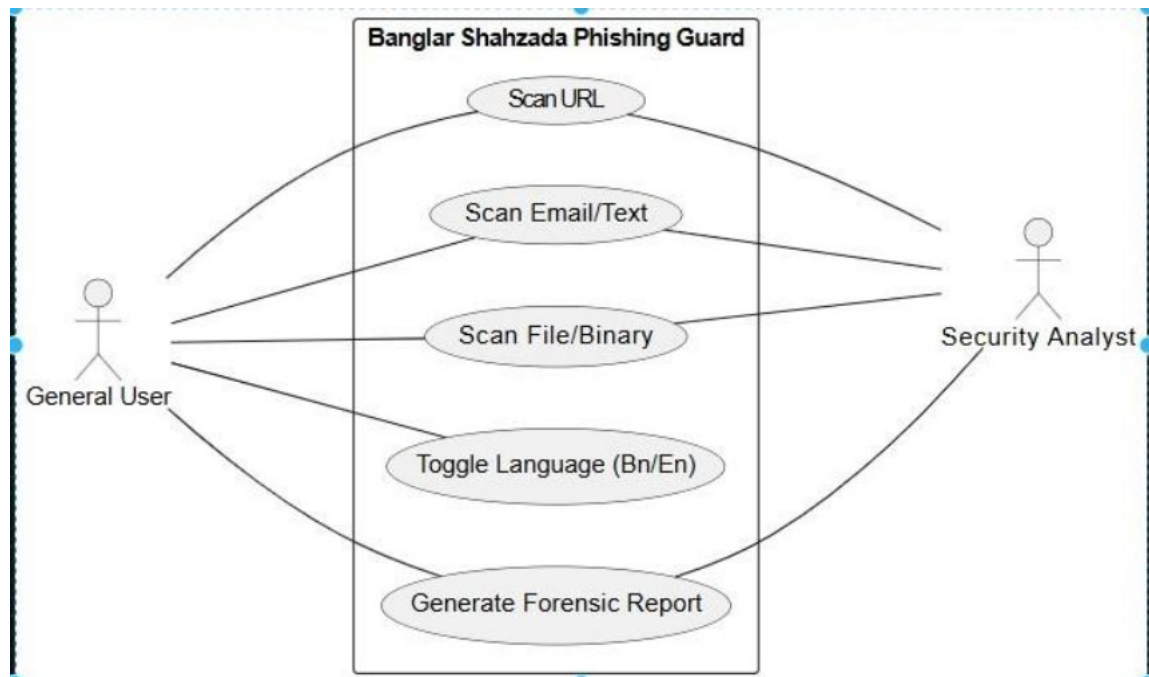 Banglar Shahzada Phishing Guard
Scan URL
Scan Email/Text
Scan File/Binary
Security Analyst
General User
Toggle Language (Bn/En)
Generate Forensic Report